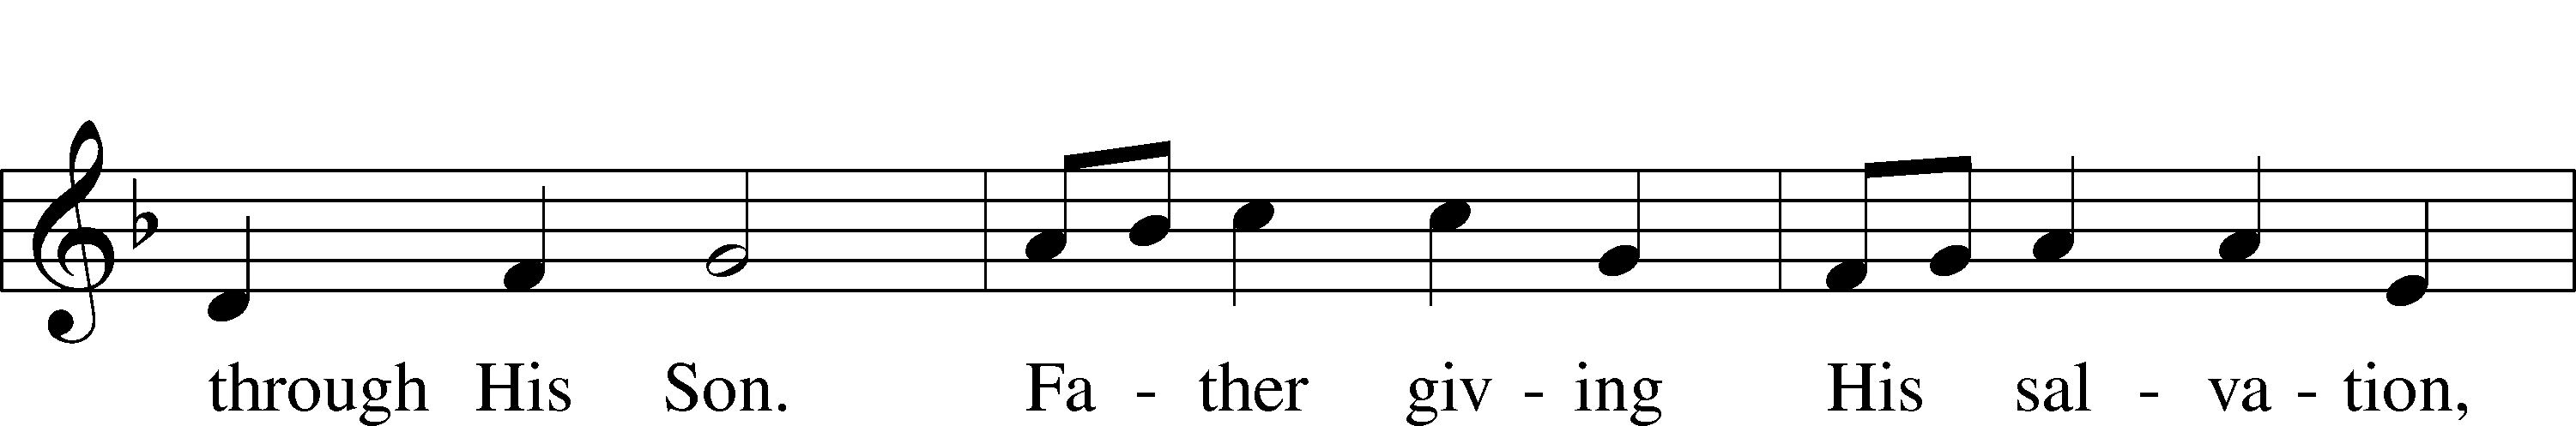 through His Son. Fa - ther giv - ing His sal - va - tion,